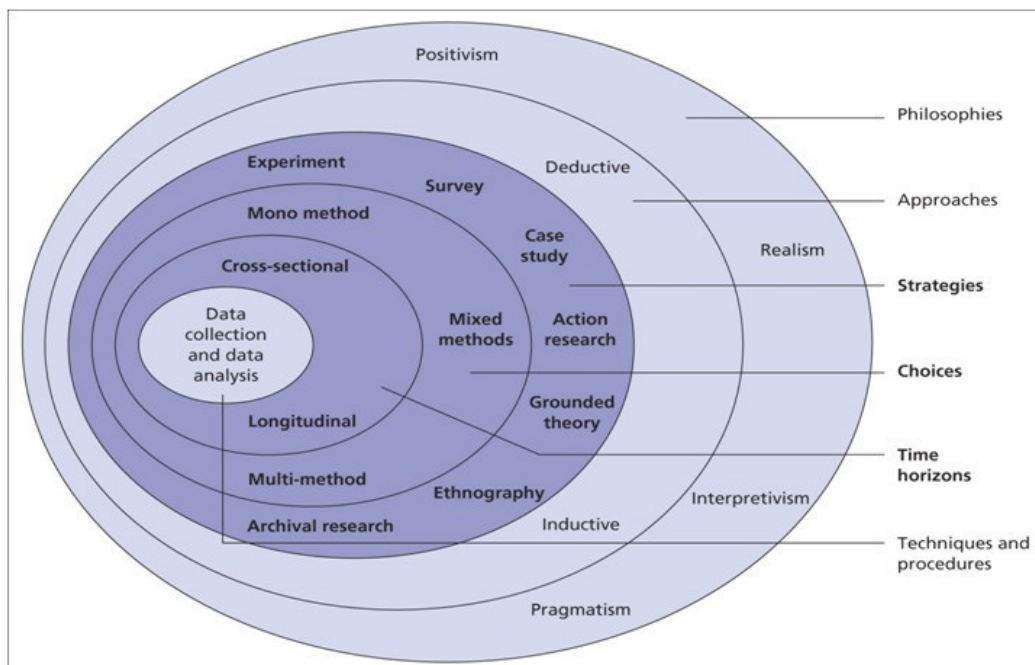 Positivism
Philosophies
Experiment
Deductive
Survey
Approaches
Mono method
Case
study
Realism
Cross-sectional
Strategies
Data
collection
and data
analysis
Mixed
methods
Action
research
Choices
Longitudinal
Grounded
theory
Time
horizons
Multi-method
Ethnography
Interpretivism
Archival research
Inductive
Techniques and
procedures
Pragmatism